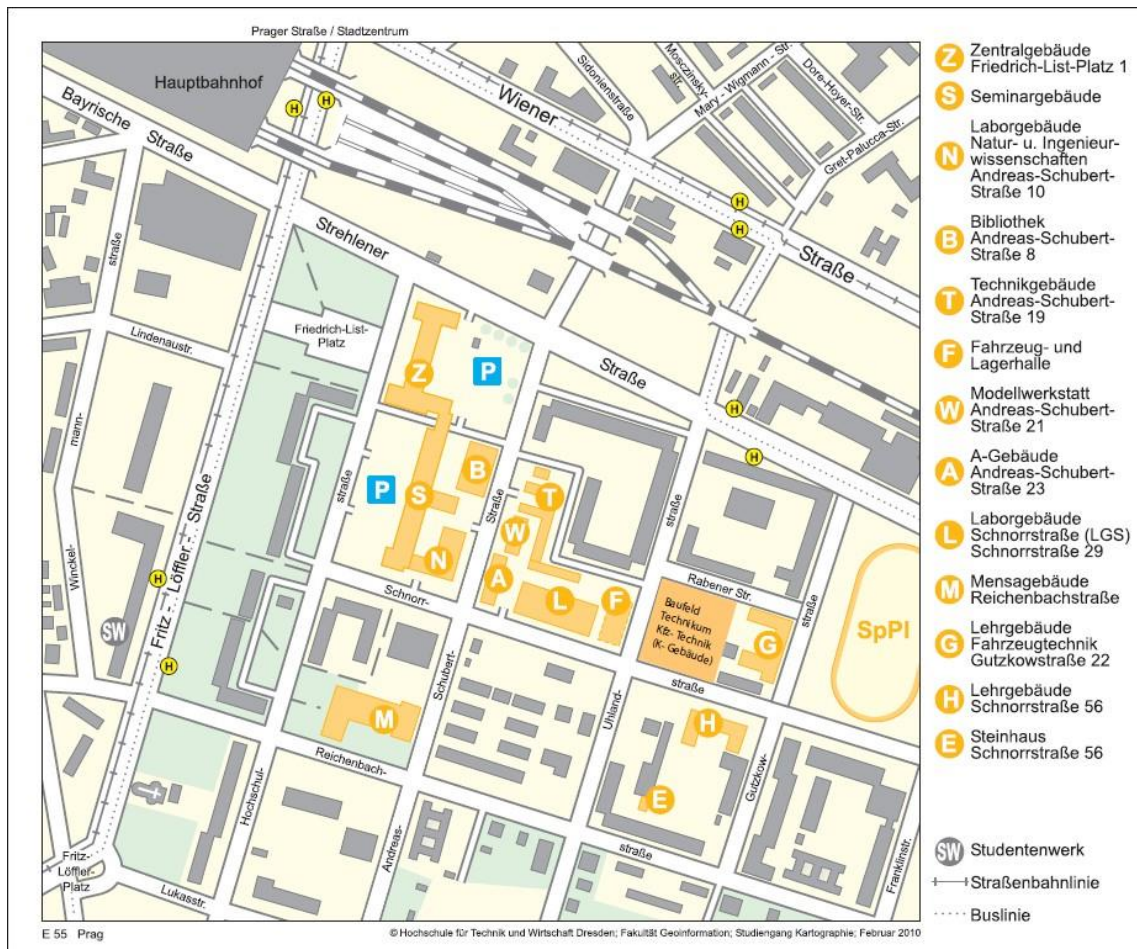 Prager Straße / Stadtzentrum
Hauptbahnhof
Bayrische
Straße
H
H
Wiener
Straße
Sidonienstraße
Mosczinsky-
str.
Mary - Wigmann - Str.
Dore-Hoyer-Str.
Gret-Palucca-Str.
H
H
Strehlener
Straße
straße
Lindenaustr.
Friedrich-List-
Platz
Z
P
H
H
mann-
Fritz - Löffler - Straße
straße
P
S
B
Straße
T
W
N
A
L
F
straße
Rabener Str.
straße
Baufeld
Technikum
Kfz- Technik
(K- Gebäude)
G
SpPl
Winckel-
H
SW
H
Schnorr-
Schubert-
straße
M
H
Uhland-
Reichenbach-
E
Gutzkow-
Hochschul-
Andreas-
straße
Franklinstr.
Fritz-
Löffler-
Platz
Lukasstr.
E 55 Prag
© Hochschule für Technik und Wirtschaft Dresden; Fakultät Geoinformation; Studiengang Kartographie; Februar 2010
Z Zentralgebäude
Friedrich-List-Platz 1
S Seminargebäude
N Laborgebäude
Natur- u. Ingenieur-
wissenschaften
Andreas-Schubert-
Straße 10
B Bibliothek
Andreas-Schubert-
Straße 8
T Technikgebäude
Andreas-Schubert-
Straße 19
F Fahrzeug- und
Lagerhalle
W Modellwerkstatt
Andreas-Schubert-
Straße 21
A A-Gebäude
Andreas-Schubert-
Straße 23
L Laborgebäude
Schnorrstraße (LGS)
Schnorrstraße 29
M Mensagebäude
Reichenbachstraße
G Lehrgebäude
Fahrzeugtechnik
Gutzkowstraße 22
H Lehrgebäude
Schnorrstraße 56
E Steinhaus
Schnorrstraße 56
SW Studentenwerk
Straßenbahnlinie
Buslinie